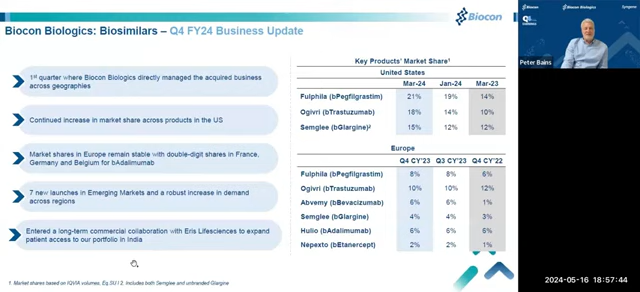 Biocon
Biocon Biologics
Syngene
Biocon Biologics: Biosimilars – Q4 FY24 Business Update
1st quarter where Biocon Biologics directly managed the acquired business
across geographies
Continued increase in market share across products in the US
Market shares in Europe remain stable with double-digit shares in France,
Germany and Belgium for bAdalimumab
7 new launches in Emerging Markets and a robust increase in demand
across regions
Entered a long-term commercial collaboration with Eris Lifesciences to expand
patient access to our portfolio in India
Key Products' Market Share1
United States
Mar-24 Jan-24 Mar-23
Fulphila (bPegfilgrastim) 21% 19% 14%
Ogivri (bTrastuzumab) 18% 14% 10%
Semglee (bGlargine)2 15% 12% 12%
Europe
Q4 CY'23 Q3 CY'23 Q4 CY'22
Fulphila (bPegfilgrastim) 8% 8% 6%
Ogivri (bTrastuzumab) 10% 10% 12%
Abvemy (bBevacizumab) 6% 6% 1%
Semglee (bGlargine) 4% 4% 3%
Hulio (bAdalimumab) 6% 6% 6%
Nepexto (bEtanercept) 2% 2% 1%
1. Market shares based on IQVIA volumes: Eq SU I 2. Includes both Semglee and untranded Glargine
Biocon
Biocon Biologics
Syngene
Peter Bains
2024-05-16 18:57:44